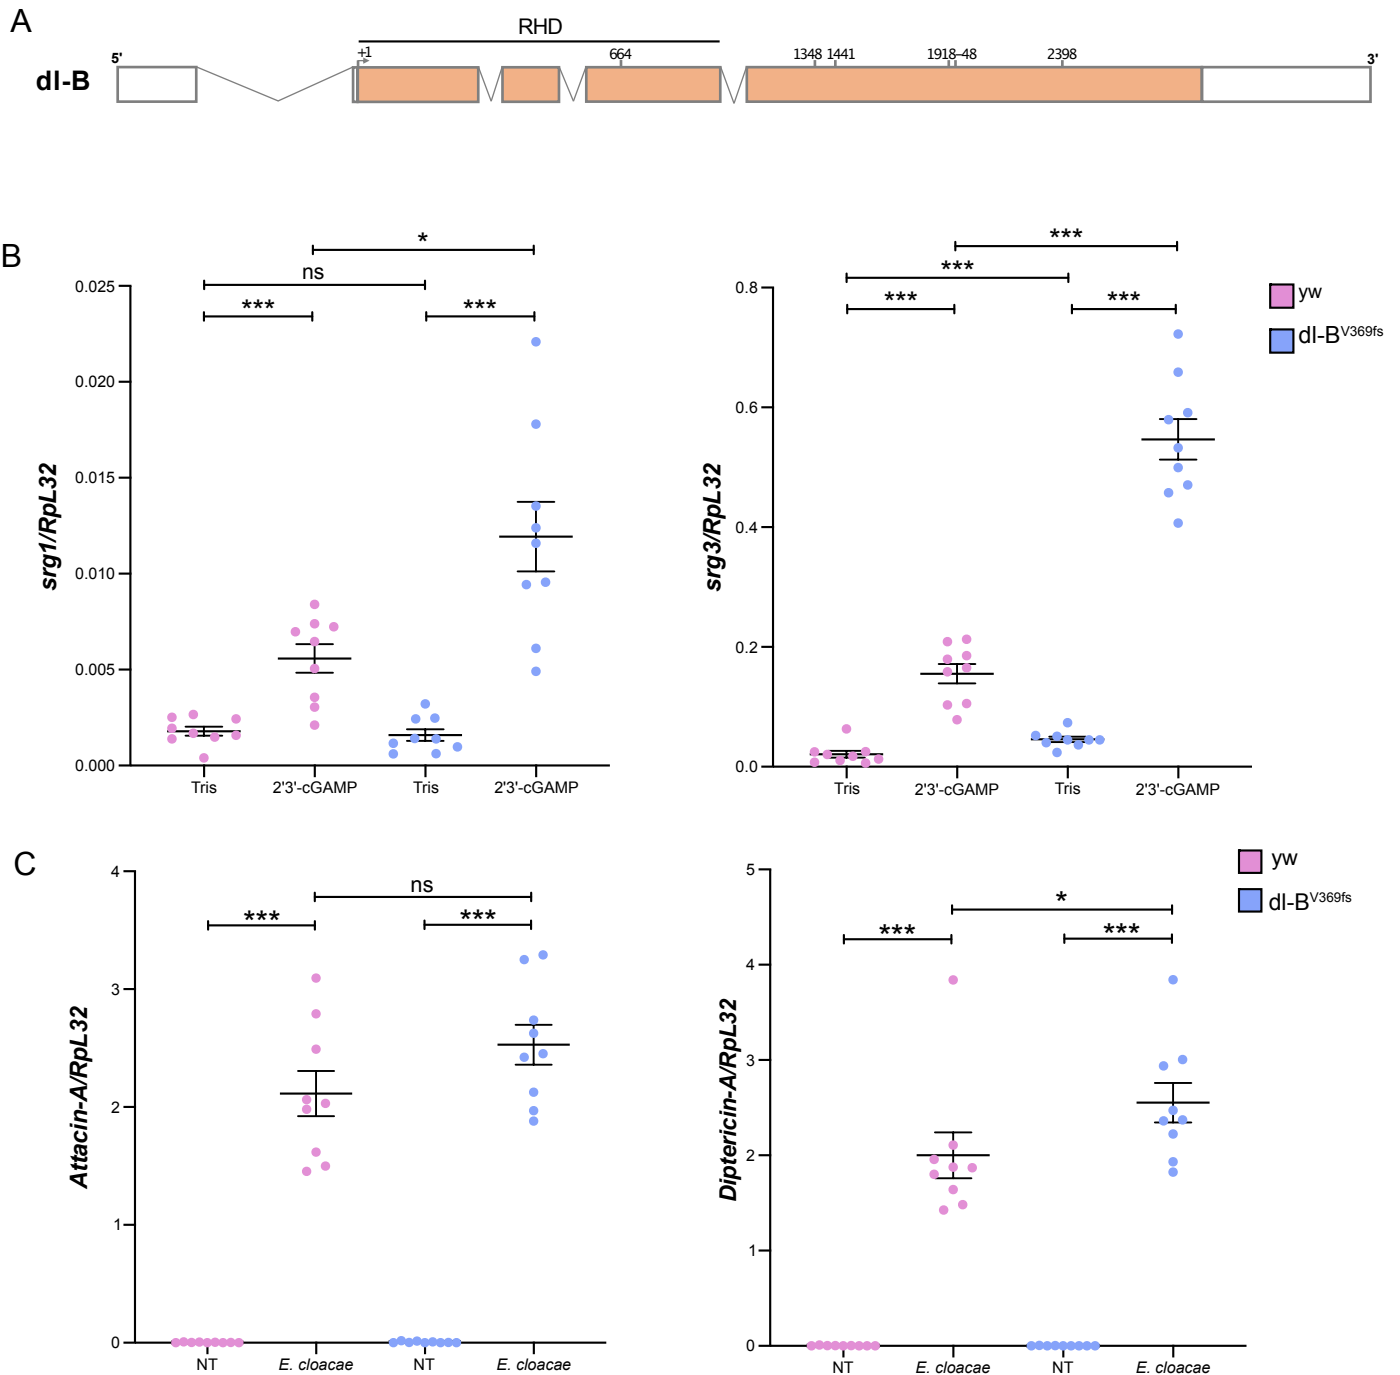 A
RHD
5' +1 664 1348 1441 1918–48 2398 3'
dl-B
B
* ***
ns ***
*** *** *** ***
0.025 0.8
yw
dl-BV369fs
0.020
0.6
0.015
0.4
0.010
0.2
0.005
0.000 0.0
srg1/RpL32 srg3/RpL32
Tris 2'3'-cGAMP Tris 2'3'-cGAMP Tris 2'3'-cGAMP Tris 2'3'-cGAMP
C
yw
dl-BV369fs
ns *
*** *** *** ***
4 5
3 4
2 3
1 2
0 1
0
Attacin-A/RpL32 Diptericin-A/RpL32
NT E. cloacae NT E. cloacae NT E. cloacae NT E. cloacae